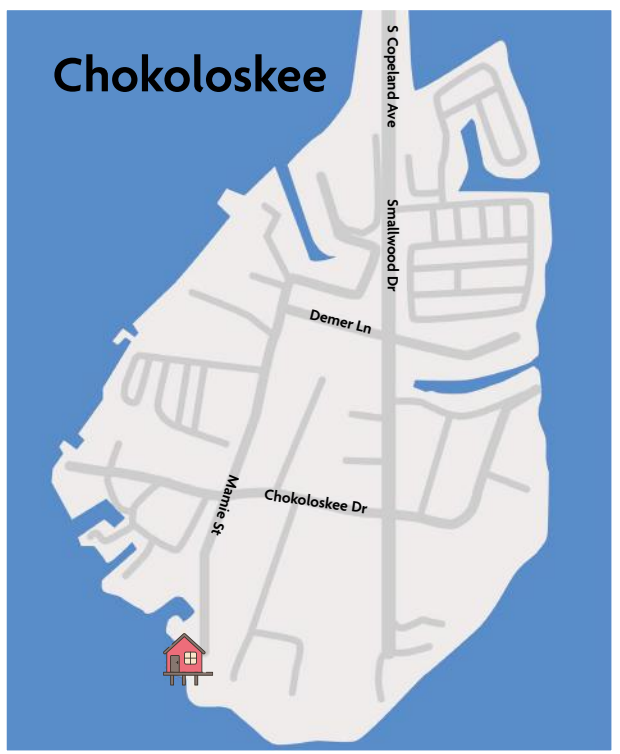 Chokoloskee
S Copeland Ave
Smallwood Dr
Demer Ln
Mamie St
Chokoloskee Dr